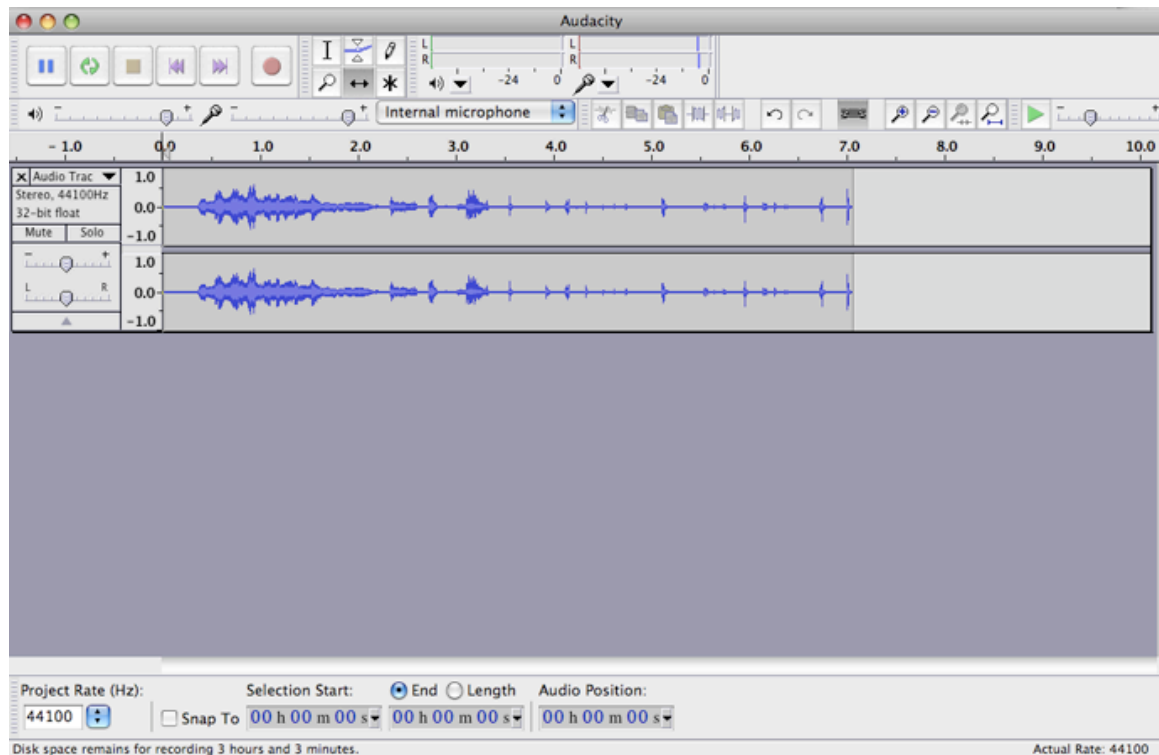 Audacity
L
R
-24 0
L
R
-24 0
- + - + Internal microphone - +
- 1.0 0.0 1.0 2.0 3.0 4.0 5.0 6.0 7.0 8.0 9.0 10.0
X Audio Trac
Stereo, 44100Hz
32-bit float
Mute Solo
- +
L R
1.0
0.0
-1.0
1.0
0.0
-1.0
Project Rate (Hz): Selection Start: End Length Audio Position:
44100 Snap To 00 h 00 m 00 s 00 h 00 m 00 s 00 h 00 m 00 s
Disk space remains for recording 3 hours and 3 minutes. Actual Rate: 44100